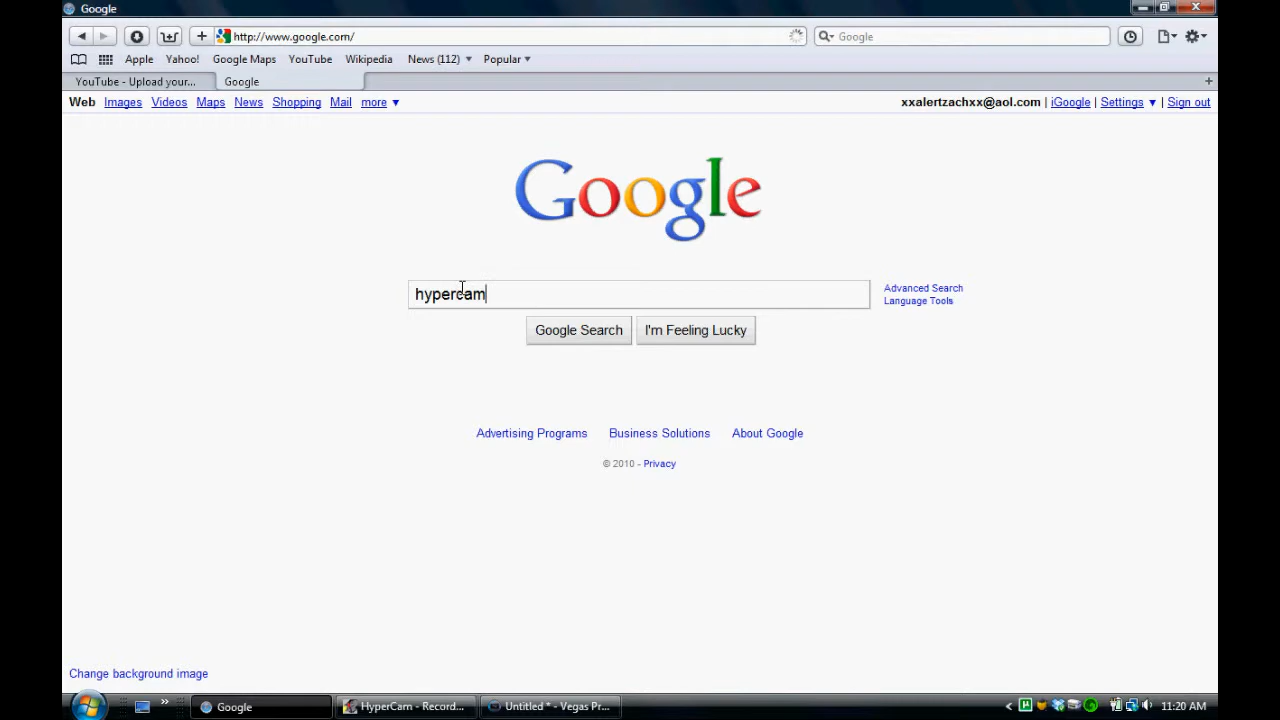 Google
http://www.google.com/
Google
Apple Yahoo! Google Maps YouTube Wikipedia News (112) ▼ Popular ▼
YouTube - Upload your... Google
Web Images Videos Maps News Shopping Mail more ▼ xxalertzachxx@aol.com | iGoogle | Settings ▼ | Sign out
Google
hypercam
Advanced Search
Language Tools
Google Search I'm Feeling Lucky
Advertising Programs Business Solutions About Google
© 2010 - Privacy
Change background image
Google HyperCam - Record... Untitled * - Vegas Pr... 11:20 AM